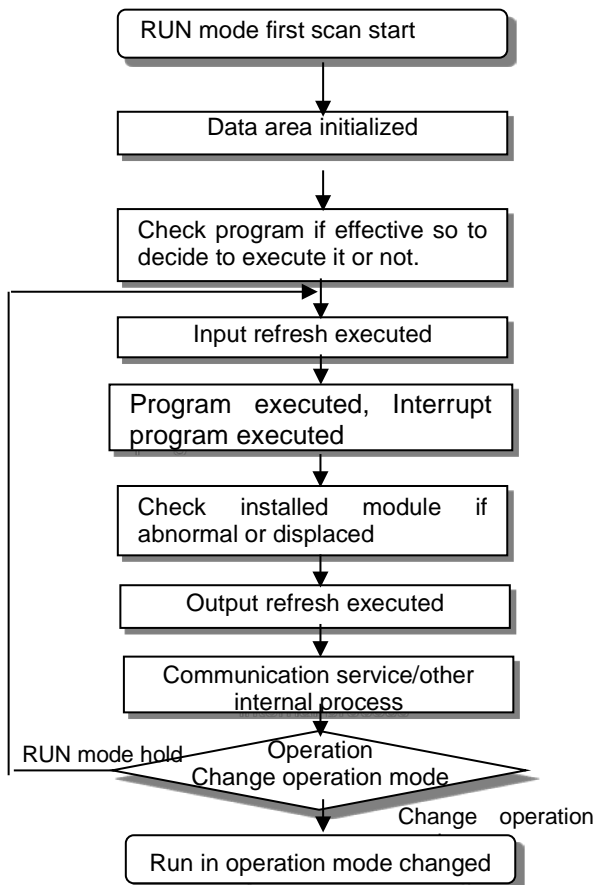 RUN mode first scan start
Data area initialized
Check program if effective so to
decide to execute it or not.
Input refresh executed
Program executed, Interrupt
program executed
Check installed module if
abnormal or displaced
Output refresh executed
Communication service/other
internal process
RUN mode hold
Operation
Change operation mode
Change operation
Run in operation mode changed